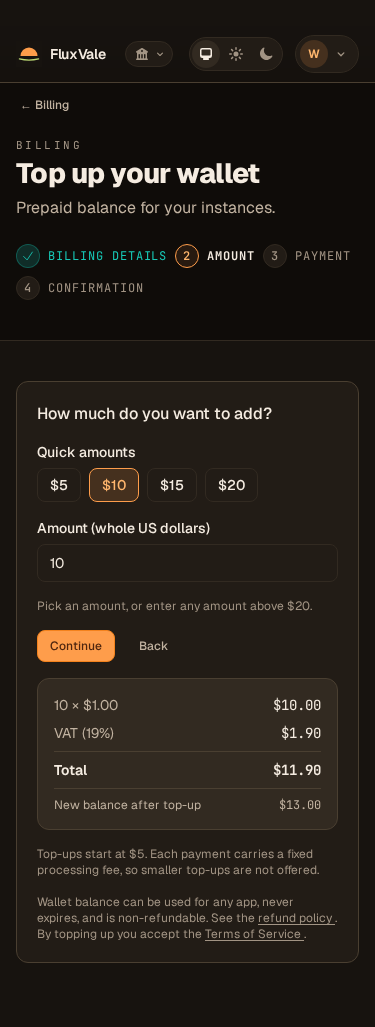 FluxVale
W
← Billing
BILLING
Top up your wallet
Prepaid balance for your instances.
BILLING DETAILS 2 AMOUNT 3 PAYMENT
4 CONFIRMATION
How much do you want to add?
Quick amounts
$5 $10 $15 $20
Amount (whole US dollars)
10
Pick an amount, or enter any amount above $20.
Continue Back
10 × $1.00 $10.00
VAT (19%) $1.90
Total $11.90
New balance after top-up $13.00
Top-ups start at $5. Each payment carries a fixed
processing fee, so smaller top-ups are not offered.
Wallet balance can be used for any app, never
expires, and is non-refundable. See the refund policy .
By topping up you accept the Terms of Service .